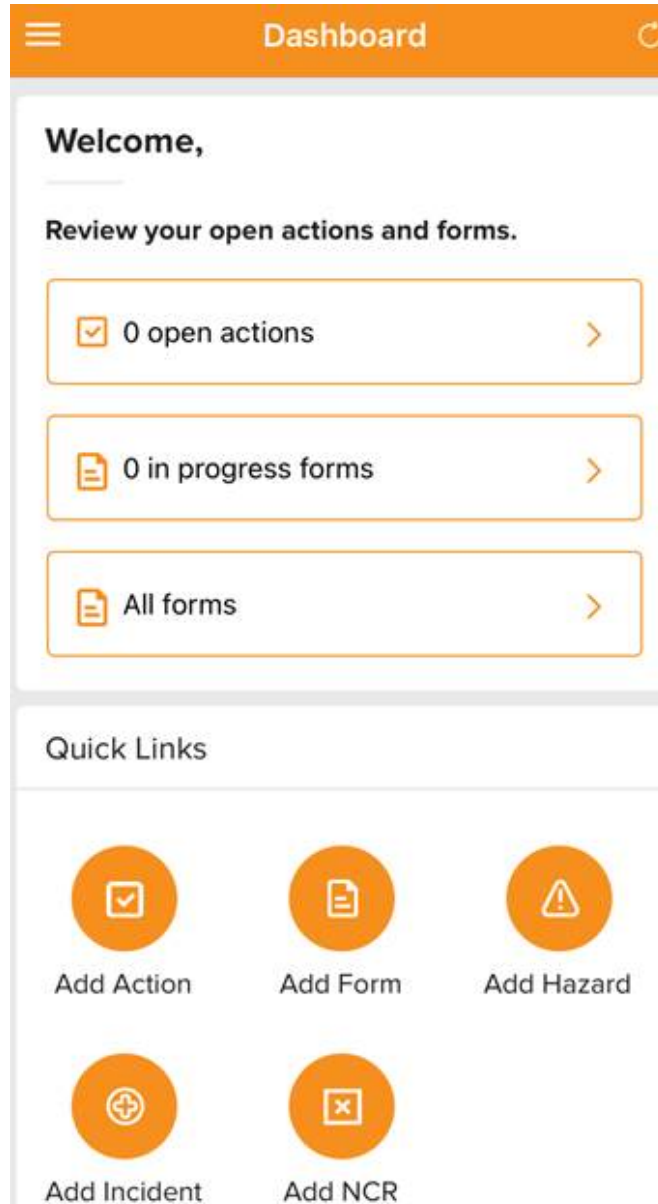 Dashboard
Welcome,
Review your open actions and forms.
0 open actions
0 in progress forms
All forms
Quick Links
Add Action
Add Form
Add Hazard
Add Incident
Add NCR